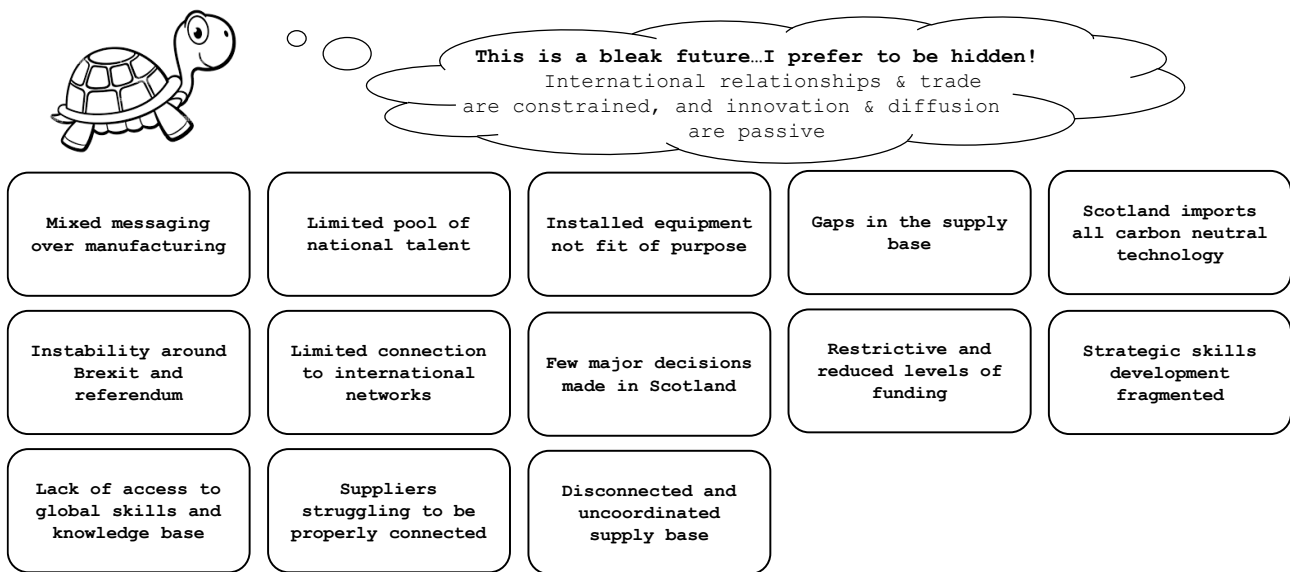 This is a bleak future…I prefer to be hidden!
International relationships & trade
are constrained, and innovation & diffusion
are passive
Mixed messaging
over manufacturing
Limited pool of
national talent
Installed equipment
not fit of purpose
Gaps in the supply
base
Scotland imports
all carbon neutral
technology
Instability around
Brexit and
referendum
Limited connection
to international
networks
Few major decisions
made in Scotland
Restrictive and
reduced levels of
funding
Strategic skills
development
fragmented
Lack of access to
global skills and
knowledge base
Suppliers
struggling to be
properly connected
Disconnected and
uncoordinated
supply base